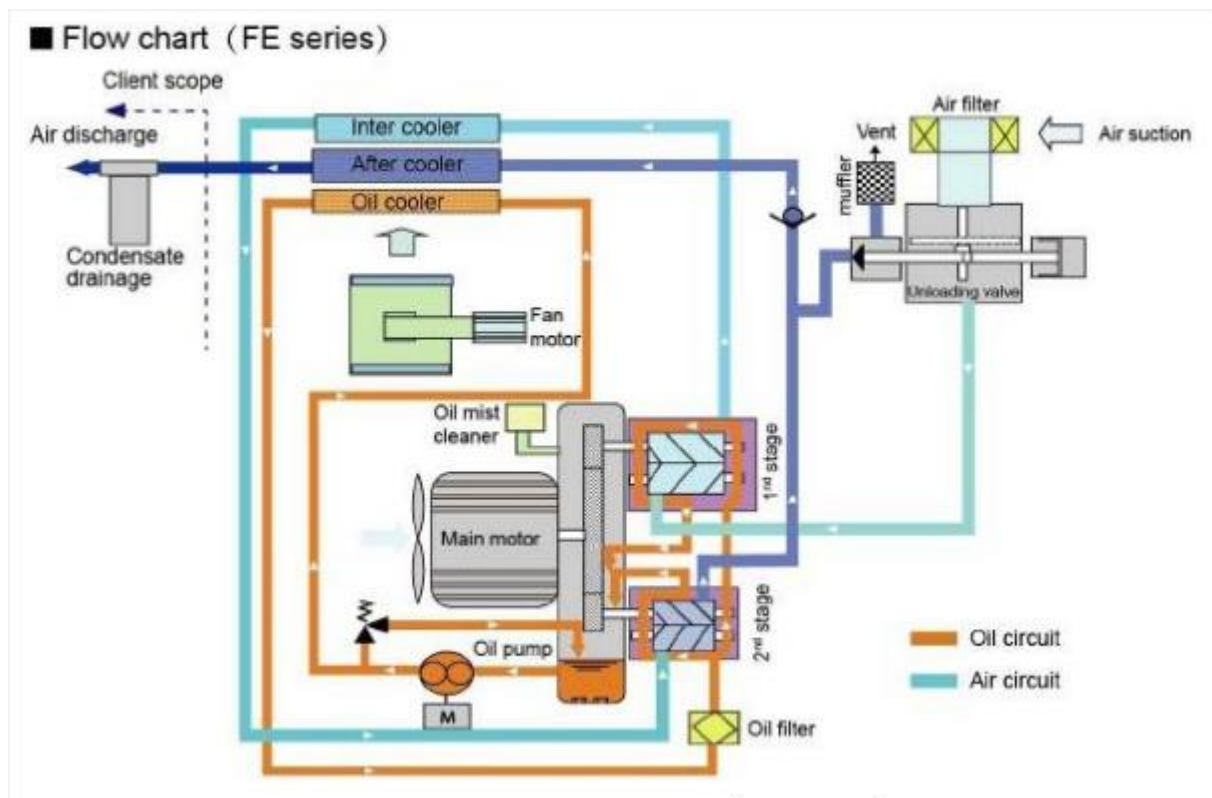 ■ Flow chart（FE series）
Client scope
Air discharge
Condensate
drainage
Inter cooler
After cooler
Oil cooler
Fan
motor
Vent
muffler
Air filter
Air suction
Unloading valve
Oil mist
cleaner
Main motor
1nd stage
2nd stage
Oil pump
M
Oil filter
Oil circuit
Air circuit